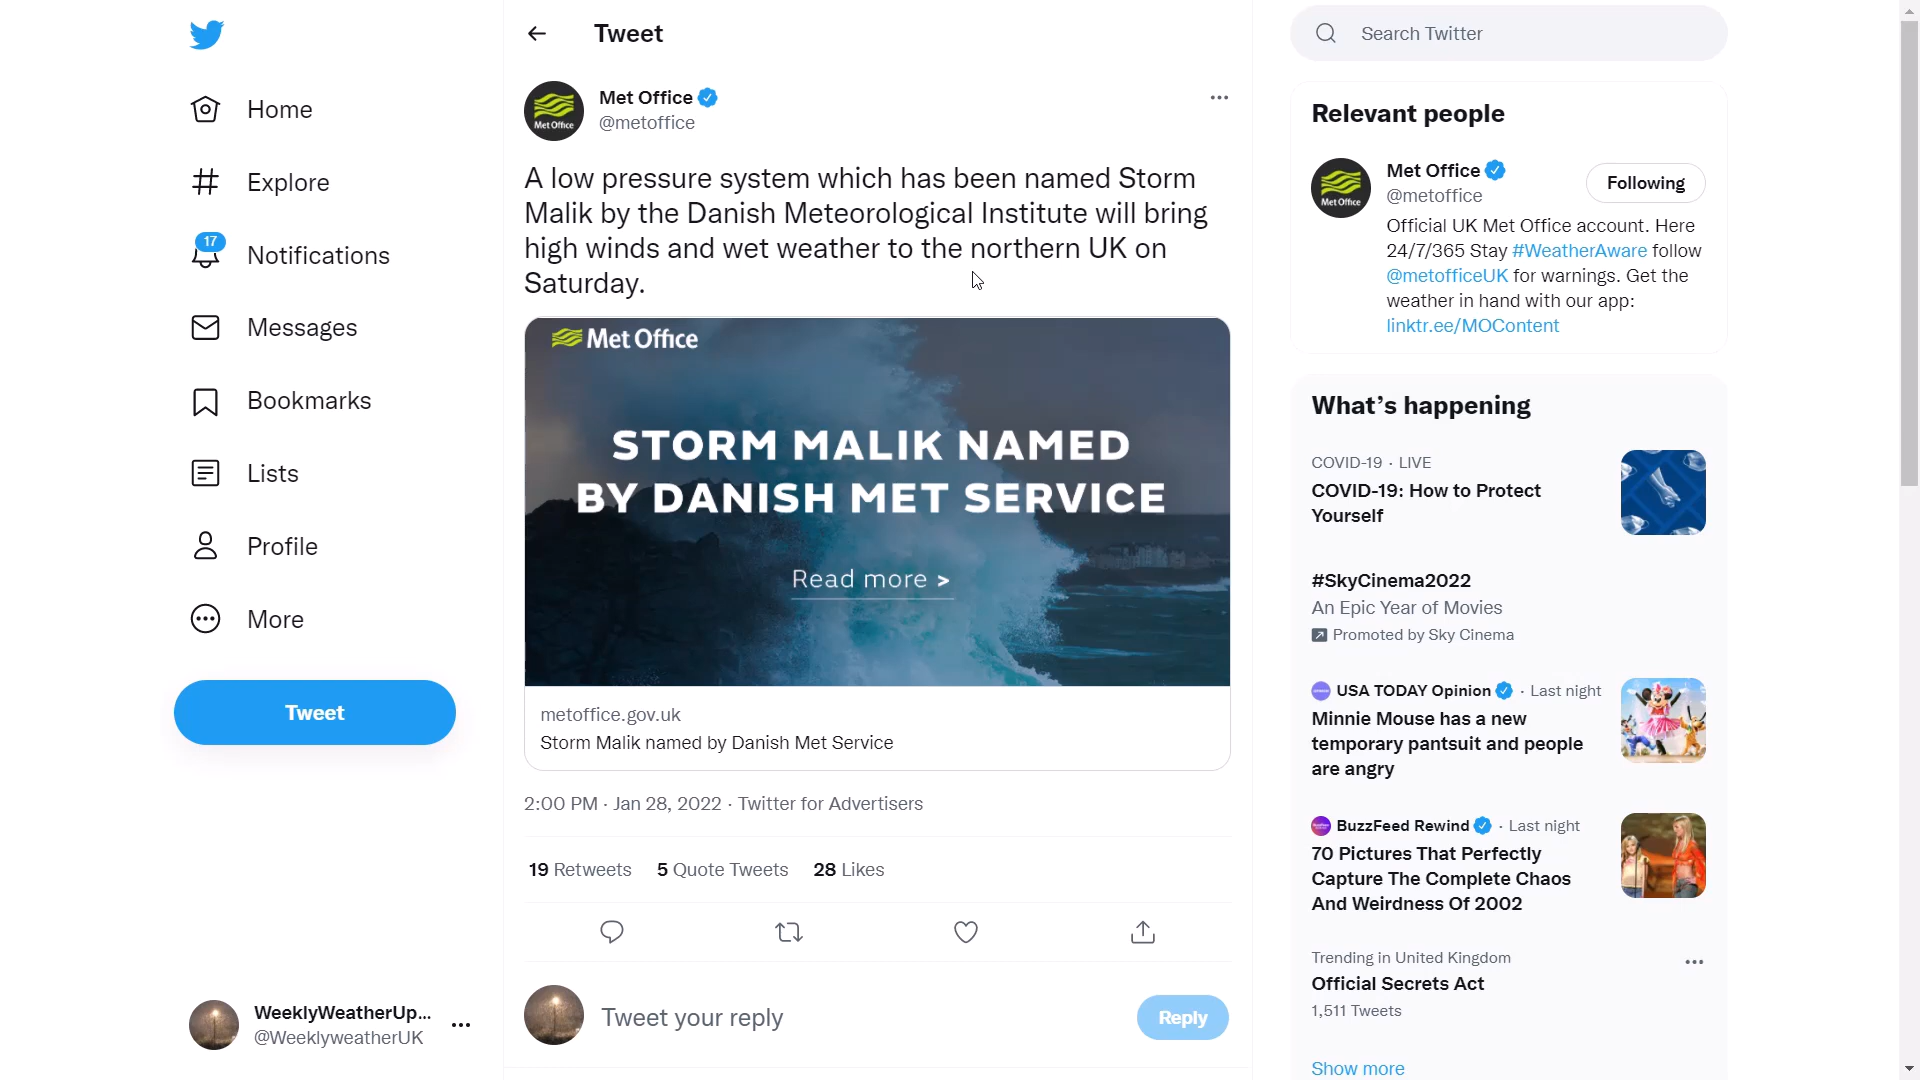 Home
Explore
17
Notifications
Messages
Bookmarks
Lists
Profile
More
Tweet
WeeklyWeatherUp...
@WeeklyweatherUK
Tweet
Met Office
Met Office
@metoffice
A low pressure system which has been named Storm
Malik by the Danish Meteorological Institute will bring
high winds and wet weather to the northern UK on
Saturday.
Met Office
STORM MALIK NAMED
BY DANISH MET SERVICE
Read more >
metoffice.gov.uk
Storm Malik named by Danish Met Service
2:00 PM · Jan 28, 2022 · Twitter for Advertisers
19 Retweets 5 Quote Tweets 28 Likes
Tweet your reply
Reply
Search Twitter
Relevant people
Met Office
Met Office
@metoffice
Following
Official UK Met Office account. Here
24/7/365 Stay #WeatherAware follow
@metofficeUK for warnings. Get the
weather in hand with our app:
linktr.ee/MOContent
What's happening
COVID-19 · LIVE
COVID-19: How to Protect
Yourself
#SkyCinema2022
An Epic Year of Movies
Promoted by Sky Cinema
USA TODAY Opinion · Last night
Minnie Mouse has a new
temporary pantsuit and people
are angry
BuzzFeed Rewind · Last night
70 Pictures That Perfectly
Capture The Complete Chaos
And Weirdness Of 2002
Trending in United Kingdom
Official Secrets Act
1,511 Tweets
Show more